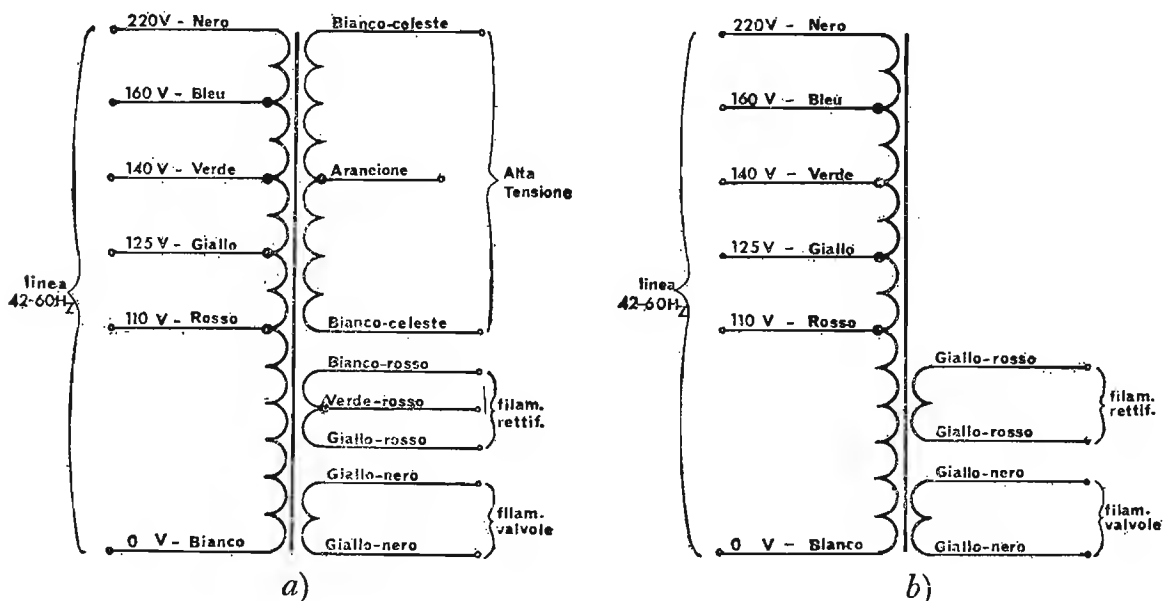 220V - Nero
160 V - Bleu
140 V - Verde
125 V - Giallo
110 V - Rosso
0 V - Bianco
linea
42-60Hz
Bianco-celeste
Arancione
Bianco-celeste
Alta
Tensione
Bianco-rosso
Verde-rosso
Giallo-rosso
filam.
rettif.
Giallo-nero
Giallo-nero
filam.
valvole
a)
220V - Nero
160 V - Bleu
140 V - Verde
125 V - Giallo
110 V - Rosso
0 V - Bianco
linea
42-60Hz
Giallo-rosso
Giallo-rosso
filam.
rettif.
Giallo-nero
Giallo-nero
filam.
valvole
b)